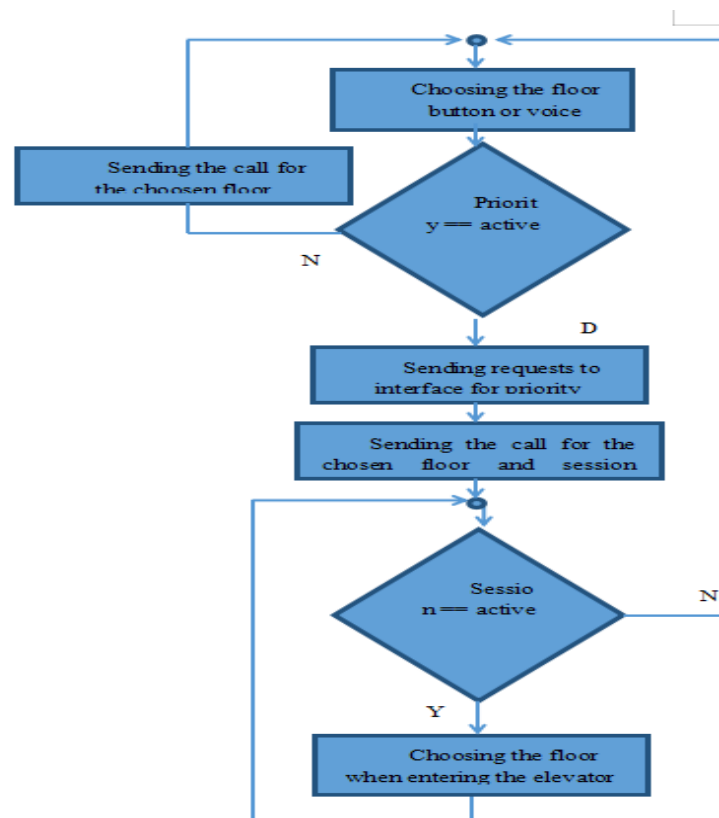 Choosing the floor
button or voice
Sending the call for
the choosen floor
Priorit
y == active
N
D
Sending requests to
interface for priority
Sending the call for the
chosen floor and session
Sessio
n == active
N
Y
Choosing the floor
when entering the elevator